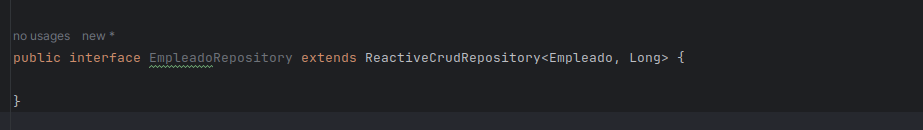 no usages new *
public interface EmpleadoRepository extends ReactiveCrudRepository<Empleado, Long> {
}